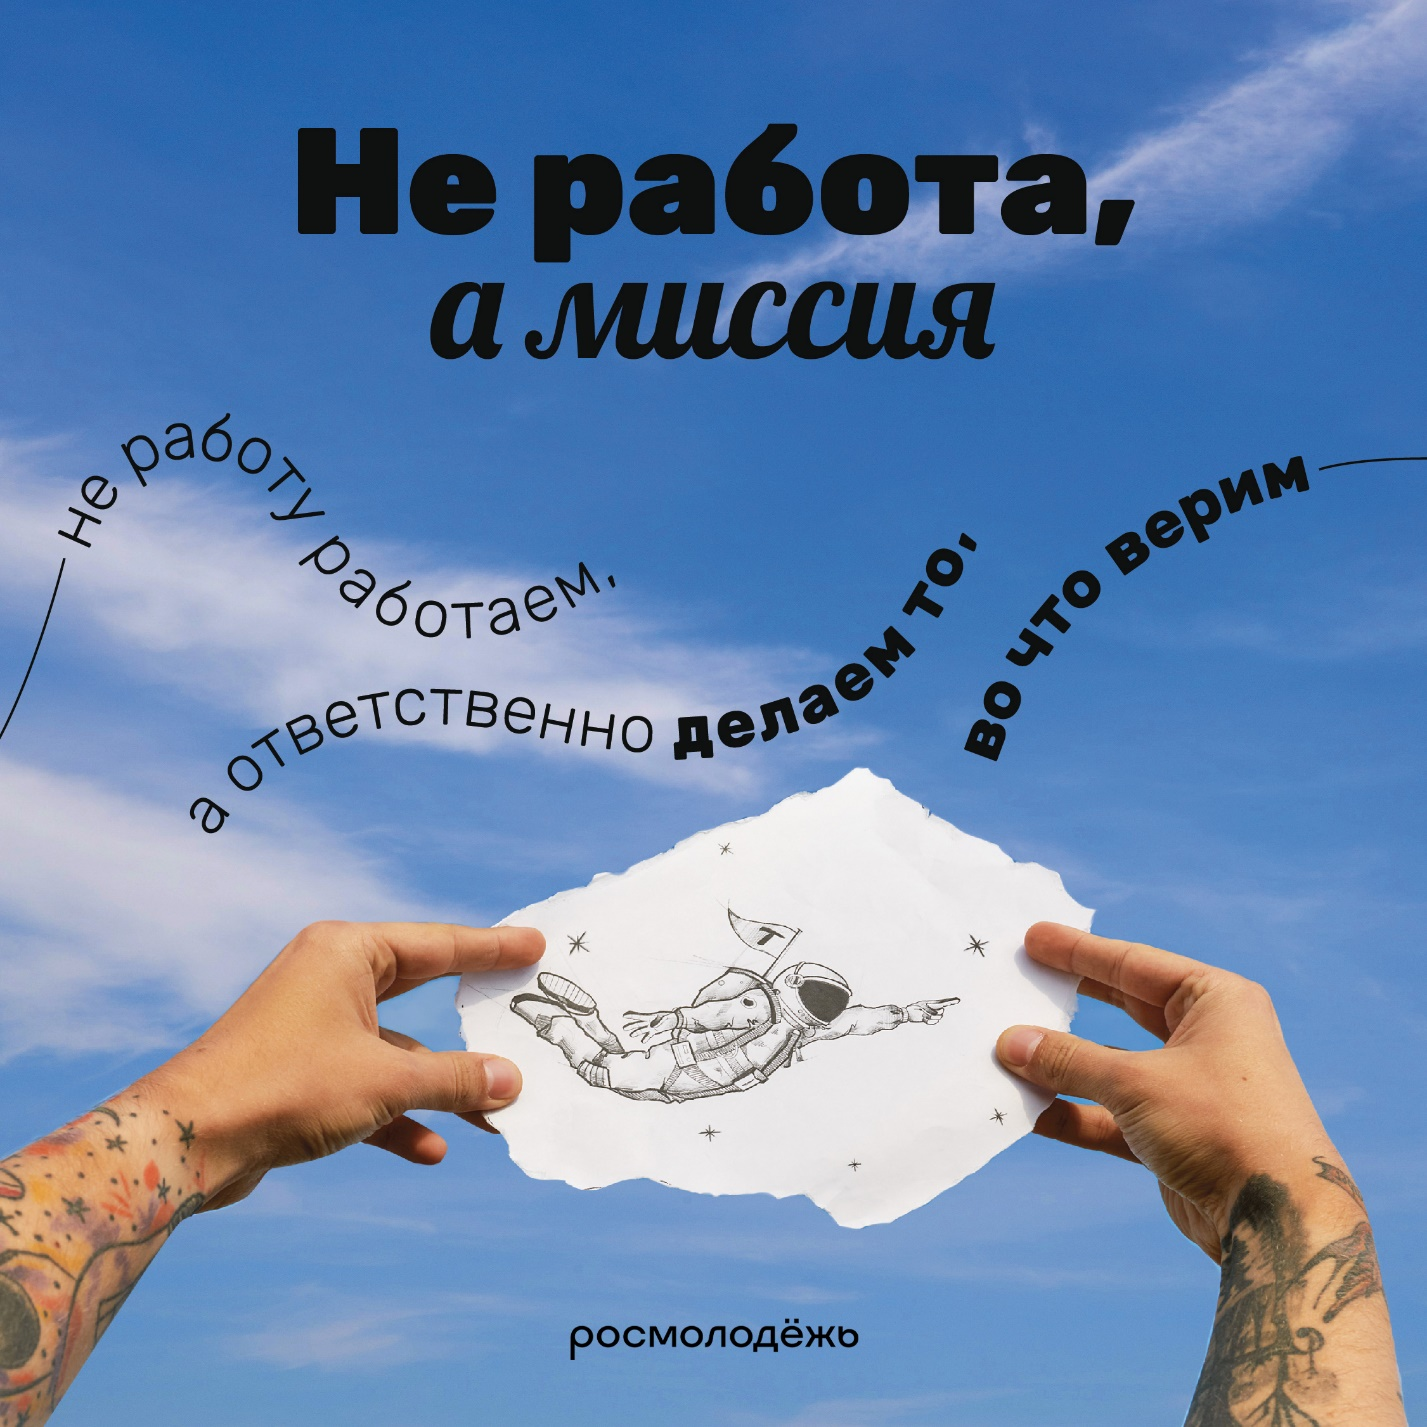 Не работа,
а миссия
не работу работаем,
а ответственно делаем то,
во что верим
Т
росмолодёжь